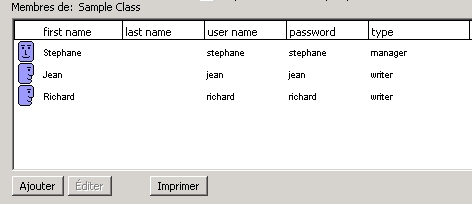 Membres de: Sample Class
first name last name user name password type
Stephane stephane stephane manager
Jean jean jean writer
Richard richard richard writer
Ajouter Éditer Imprimer